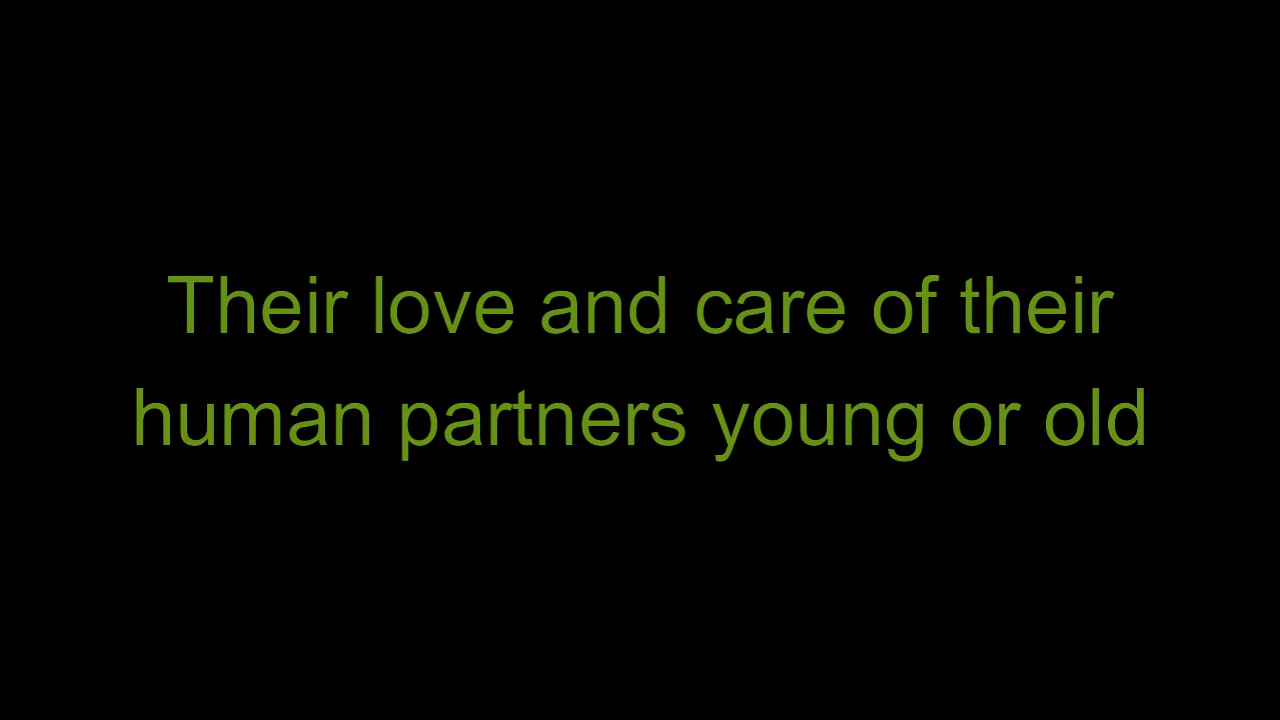 Their love and care of their
human partners young or old